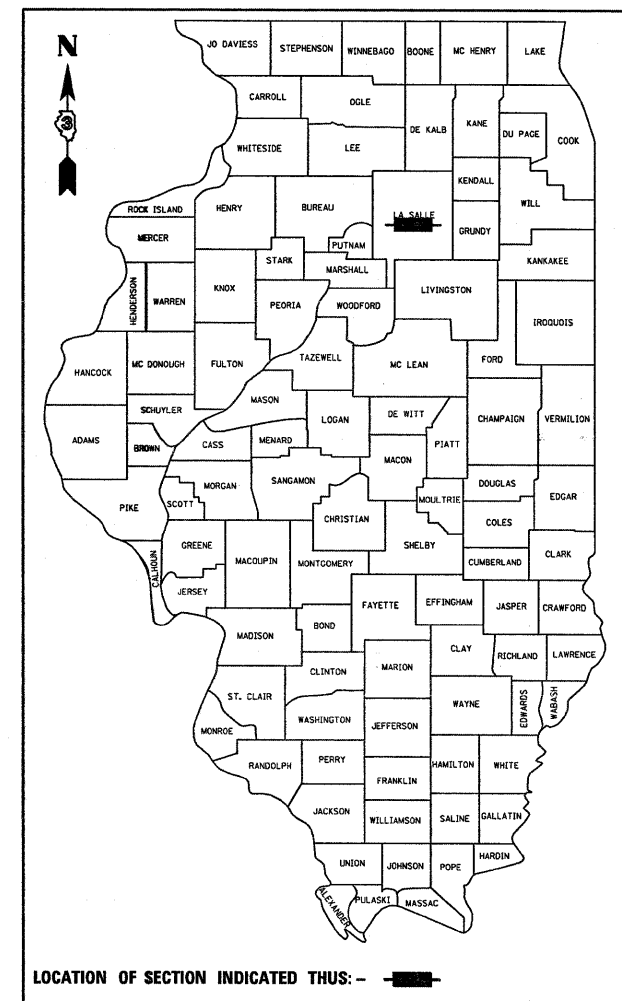 N
3
JO DAVIESS
STEPHENSON
WINNEBAGO
BOONE
MC HENRY
LAKE
CARROLL
OGLE
DE KALB
KANE
DU PAGE
COOK
WHITESIDE
LEE
KENDALL
WILL
ROCK ISLAND
HENRY
BUREAU
LA SALLE
GRUNDY
MERCER
PUTNAM
KANKAKEE
STARK
MARSHALL
HENDERSON
WARREN
KNOX
PEORIA
WOODFORD
LIVINGSTON
IROQUOIS
HANCOCK
MC DONOUGH
FULTON
TAZEWELL
MC LEAN
FORD
MASON
SCHUYLER
LOGAN
DE WITT
CHAMPAIGN
VERMILION
ADAMS
BROWN
CASS
MENARD
MACON
PIATT
PIKE
SCOTT
MORGAN
SANGAMON
DOUGLAS
EDGAR
MOULTRIE
CHRISTIAN
COLES
GREENE
MACOUPIN
MONTGOMERY
SHELBY
CUMBERLAND
CLARK
CALHOUN
JERSEY
FAYETTE
EFFINGHAM
JASPER
CRAWFORD
MADISON
BOND
CLAY
RICHLAND
LAWRENCE
CLINTON
MARION
ST. CLAIR
WAYNE
EDWARDS
WABASH
WASHINGTON
JEFFERSON
MONROE
RANDOLPH
PERRY
HAMILTON
WHITE
FRANKLIN
JACKSON
WILLIAMSON
SALINE
GALLATIN
UNION
JOHNSON
POPE
HARDIN
ALEXANDER
PULASKI
MASSAC
LOCATION OF SECTION INDICATED THUS: -